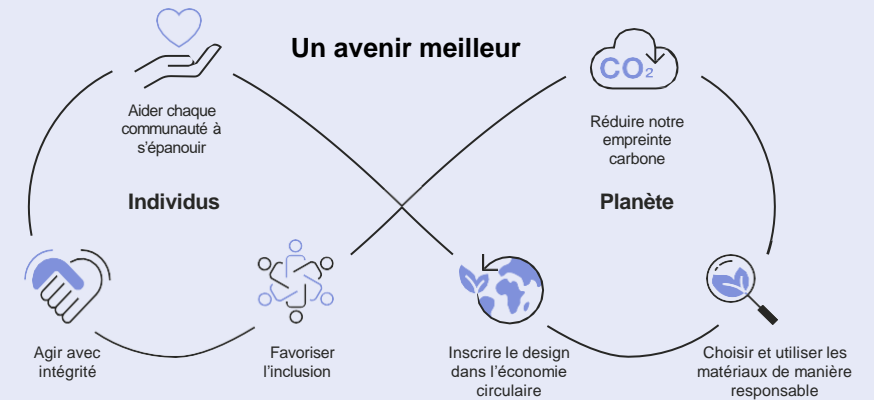 Un avenir meilleur
CO₂
Aider chaque
communauté à
s'épanouir
Réduire notre
empreinte
carbone
Individus
Planète
Agir avec
intégrité
Favoriser
l'inclusion
Inscrire le design
dans l'économie
circulaire
Choisir et utiliser les
matériaux de manière
responsable